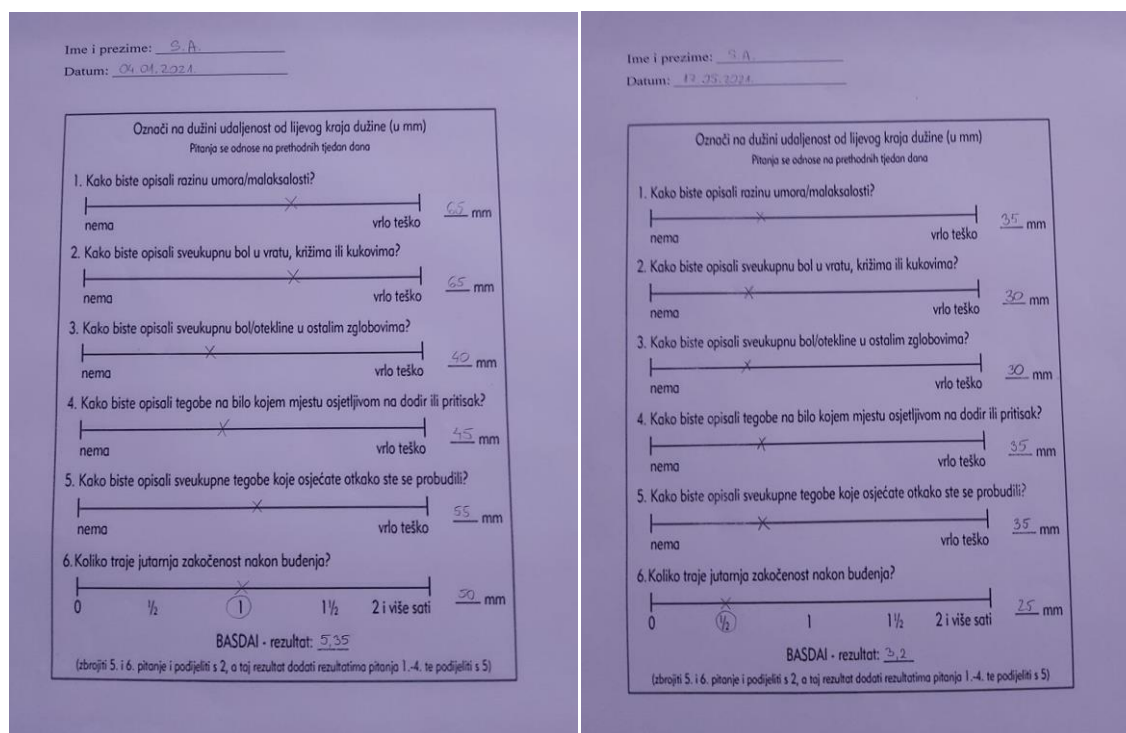 Ime i prezime: S.A.
Datum: 04.01.2021.
Označi na dužini udaljenost od lijevog kraja dužine (u mm)
Pitanja se odnose na prethodnih tjedan dana
1. Kako biste opisali razinu umora/malaksalosti?
65 mm
nema vrlo teško
2. Kako biste opisali sveukupnu bol u vratu, križima ili kukovima?
65 mm
nema vrlo teško
3. Kako biste opisali sveukupnu bol/otekline u ostalim zglobovima?
40 mm
nema vrlo teško
4. Kako biste opisali tegobe na bilo kojem mjestu osjetljivom na dodir ili pritisak?
45 mm
nema vrlo teško
5. Kako biste opisali sveukupne tegobe koje osjećate otkako ste se probudili?
55 mm
nema vrlo teško
6. Koliko traje jutarnja zakočenost nakon buđenja?
50 mm
0 ½ 1 1½ 2 i više sati
BASDAI - rezultat: 5,35
(zbrojiti 5. i 6. pitanje i podijeliti s 2, a taj rezultat dodati rezultatima pitanja 1.-4. te podijeliti s 5)
Ime i prezime: S.A.
Datum: 17.05.2021.
Označi na dužini udaljenost od lijevog kraja dužine (u mm)
Pitanja se odnose na prethodnih tjedan dana
1. Kako biste opisali razinu umora/malaksalosti?
35 mm
nema vrlo teško
2. Kako biste opisali sveukupnu bol u vratu, križima ili kukovima?
30 mm
nema vrlo teško
3. Kako biste opisali sveukupnu bol/otekline u ostalim zglobovima?
30 mm
nema vrlo teško
4. Kako biste opisali tegobe na bilo kojem mjestu osjetljivom na dodir ili pritisak?
35 mm
nema vrlo teško
5. Kako biste opisali sveukupne tegobe koje osjećate otkako ste se probudili?
35 mm
nema vrlo teško
6. Koliko traje jutarnja zakočenost nakon buđenja?
25 mm
0 ½ 1 1½ 2 i više sati
BASDAI - rezultat: 3,2
(zbrojiti 5. i 6. pitanje i podijeliti s 2, a taj rezultat dodati rezultatima pitanja 1.-4. te podijeliti s 5)